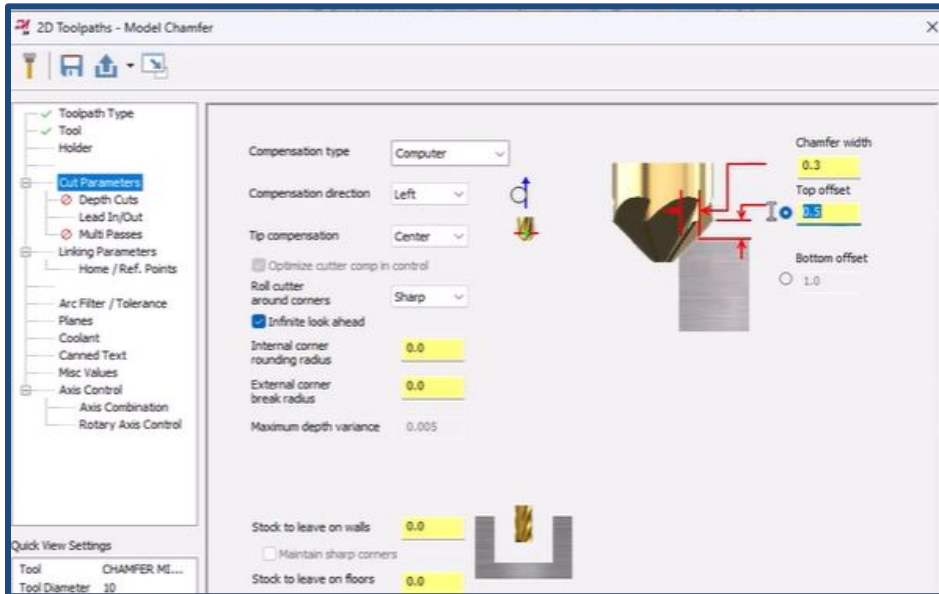 2D Toolpaths - Model Chamfer
Toolpath Type
Tool
Holder
Cut Parameters
Depth Cuts
Lead In/Out
Multi Passes
Linking Parameters
Home / Ref. Points
Arc Filter / Tolerance
Planes
Coolant
Canned Text
Misc Values
Axis Control
Axis Combination
Rotary Axis Control
Quick View Settings
Tool CHAMFER MI...
Tool Diameter 10
Compensation type Computer
Compensation direction Left
Tip compensation Center
Optimize cutter comp in control
Roll cutter
around corners Sharp
Infinite look ahead
Internal corner
rounding radius 0.0
External corner
break radius 0.0
Maximum depth variance 0.005
Stock to leave on walls 0.0
Maintain sharp corners
Stock to leave on floors 0.0
Chamfer width
0.3
Top offset
0.5
Bottom offset
1.0